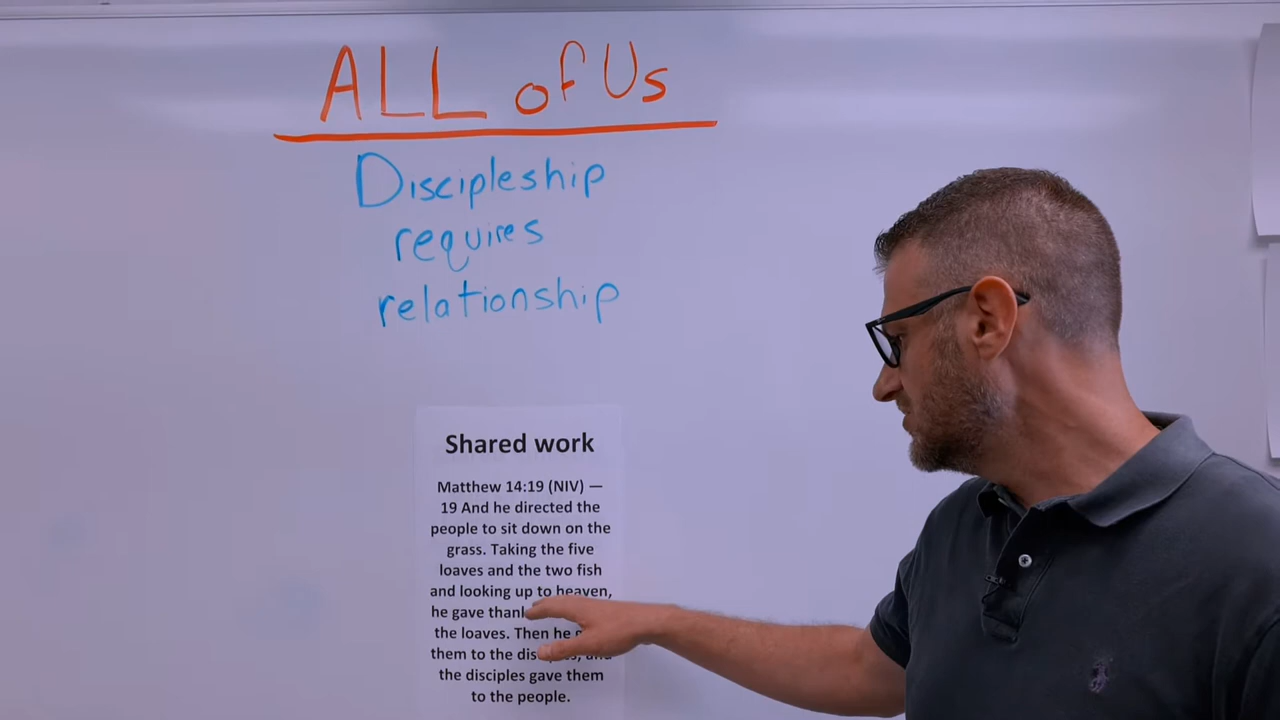 ALL of Us
Discipleship
requires
relationship
Shared work
Matthew 14:19 (NIV) —
19 And he directed the
people to sit down on the
grass. Taking the five
loaves and the two fish
and looking up to heaven,
he gave
the loaves. Then he
them to the and
the disciples gave them
to the people.